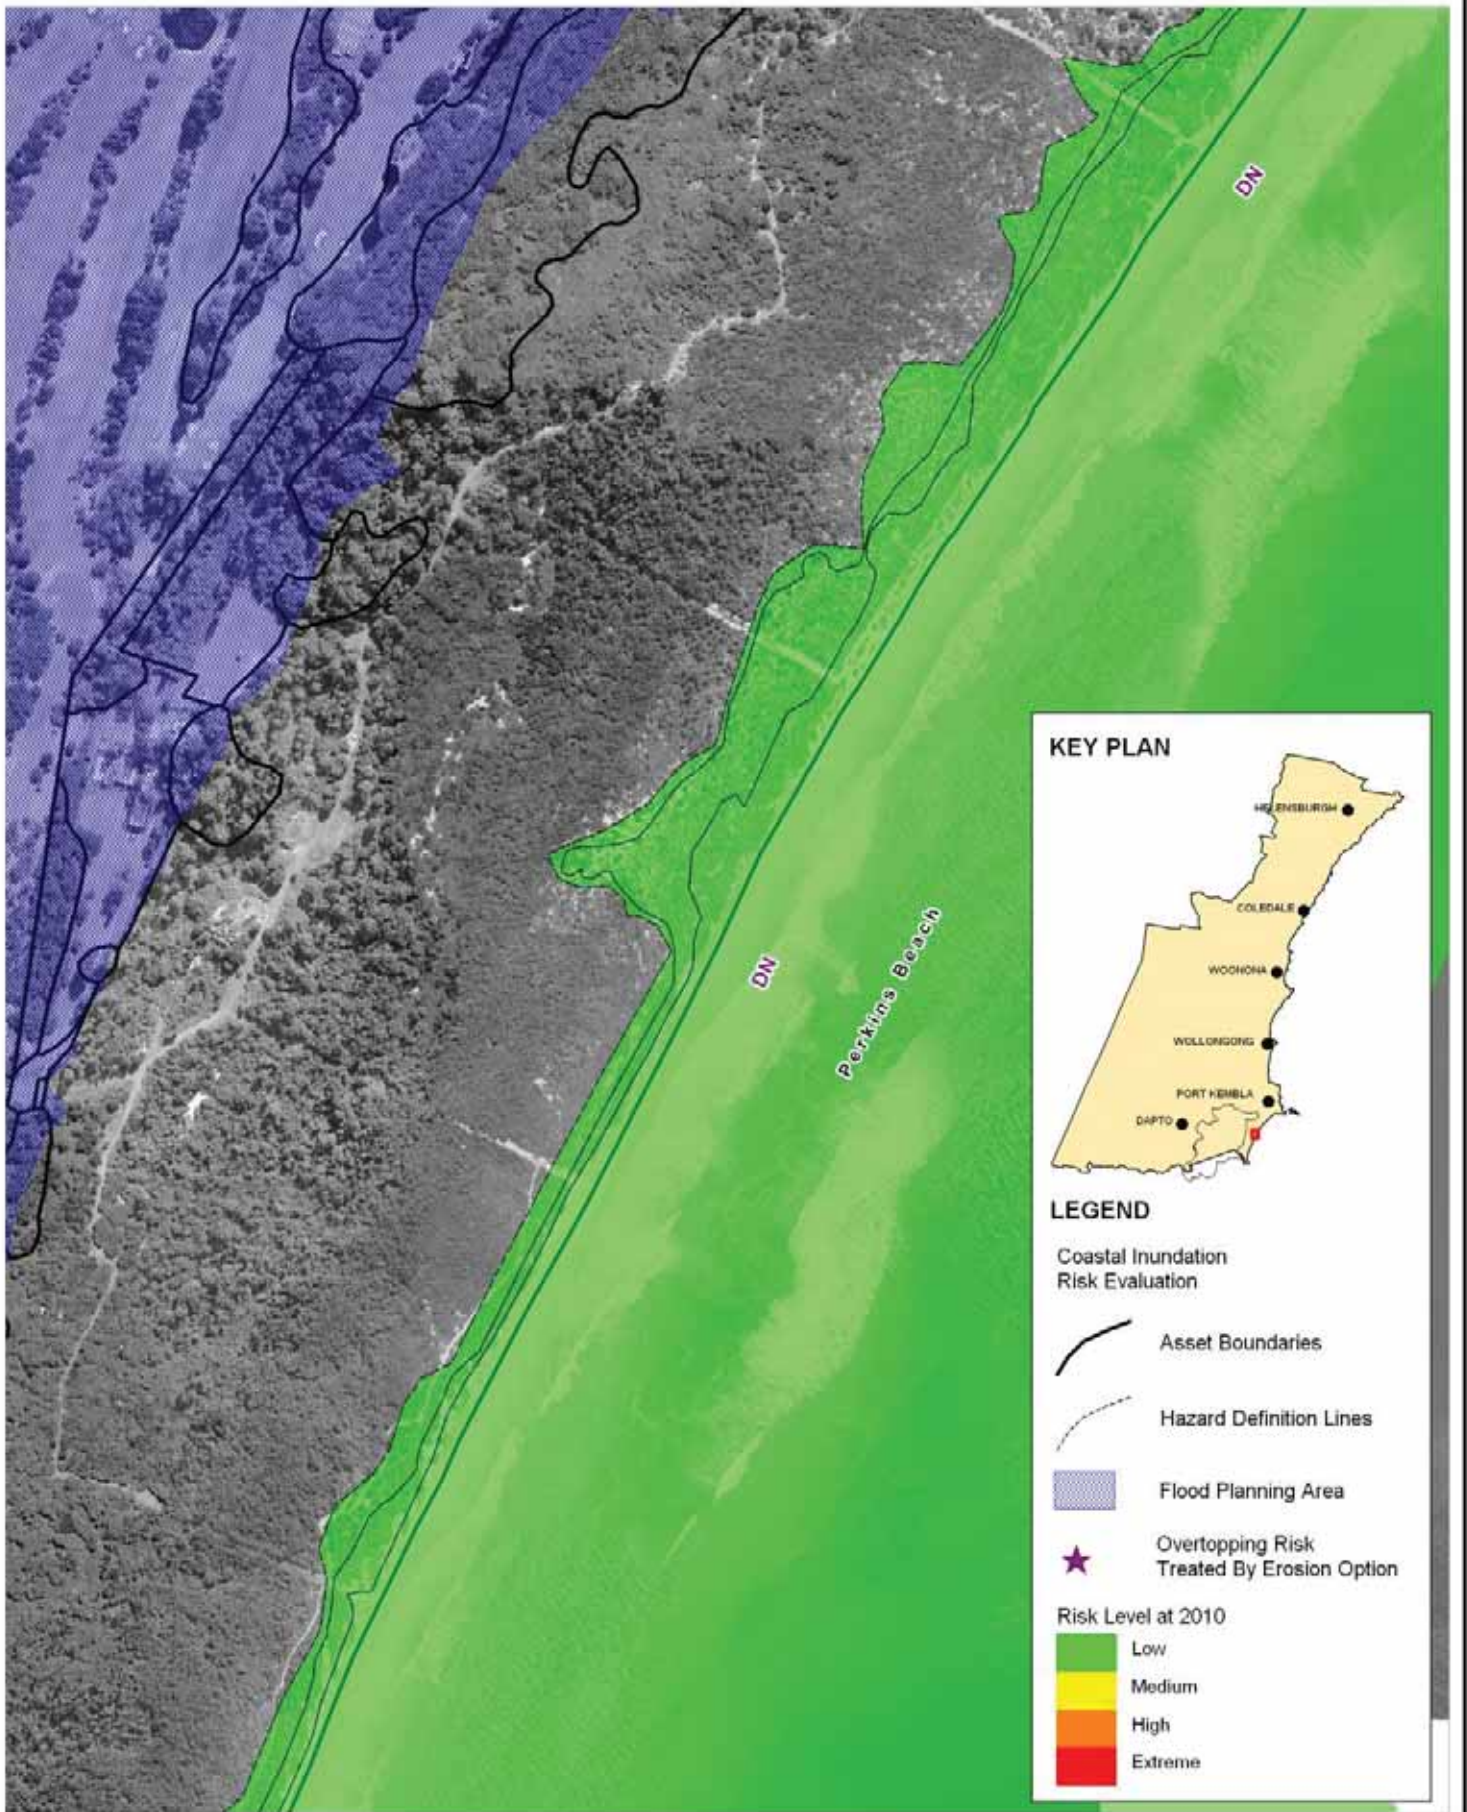 DN
DN
Perkins Beach
KEY PLAN
HELENSBURGH
COLEDALE
WOONONA
WOLLONGONG
PORT KEMBLA
DAPTO
LEGEND
Coastal Inundation
Risk Evaluation
Asset Boundaries
Hazard Definition Lines
Flood Planning Area
Overtopping Risk
Treated By Erosion Option
Risk Level at 2010
Low
Medium
High
Extreme